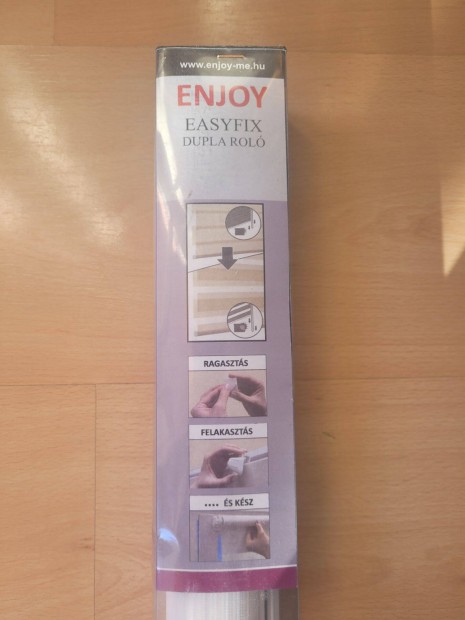 www.enjoy-me.hu
ENJOY
EASYFIX
DUPLA ROLÓ
RAGASZTÁS
FELAKASZTÁS
.... ÉS KÉSZ